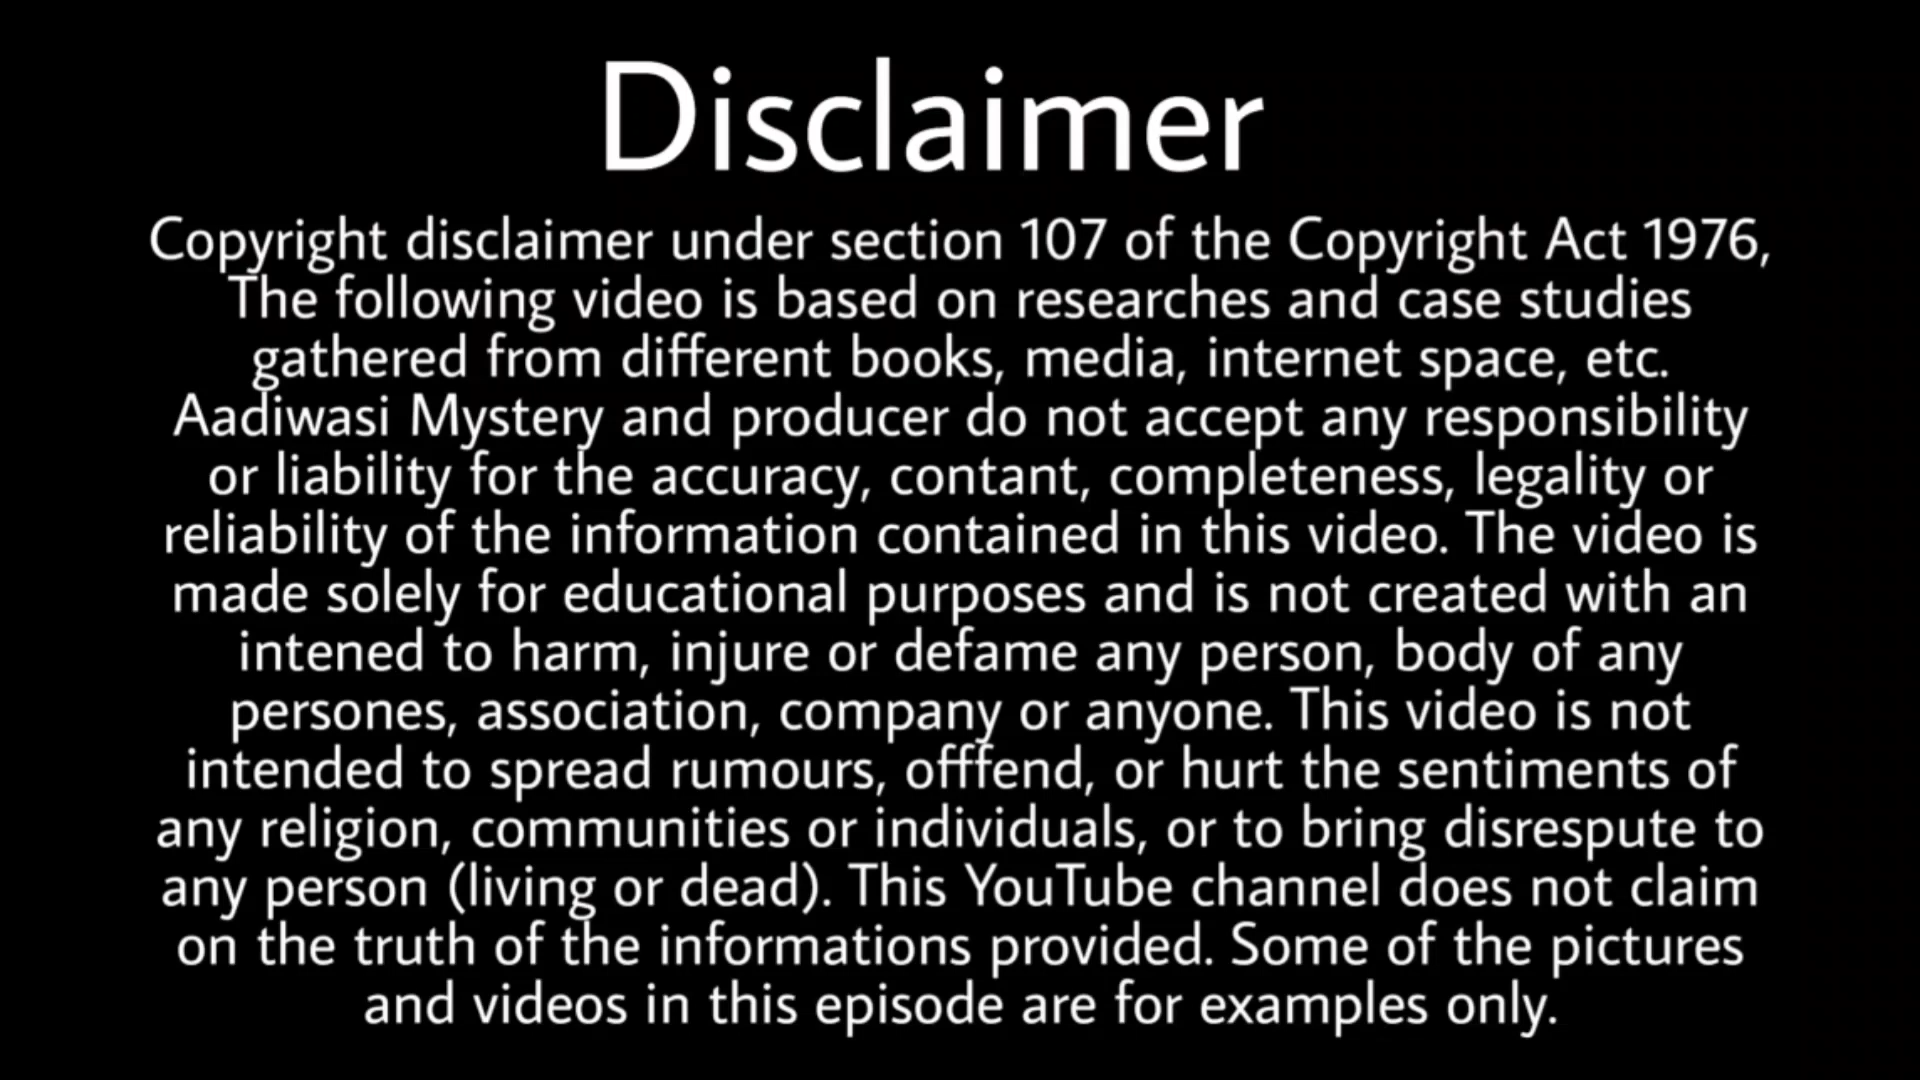 Disclaimer
Copyright disclaimer under section 107 of the Copyright Act 1976,
The following video is based on researches and case studies
gathered from different books, media, internet space, etc.
Aadiwasi Mystery and producer do not accept any responsibility
or liability for the accuracy, contant, completeness, legality or
reliability of the information contained in this video. The video is
made solely for educational purposes and is not created with an
intened to harm, injure or defame any person, body of any
persones, association, company or anyone. This video is not
intended to spread rumours, offfend, or hurt the sentiments of
any religion, communities or individuals, or to bring disrespute to
any person (living or dead). This YouTube channel does not claim
on the truth of the informations provided. Some of the pictures
and videos in this episode are for examples only.